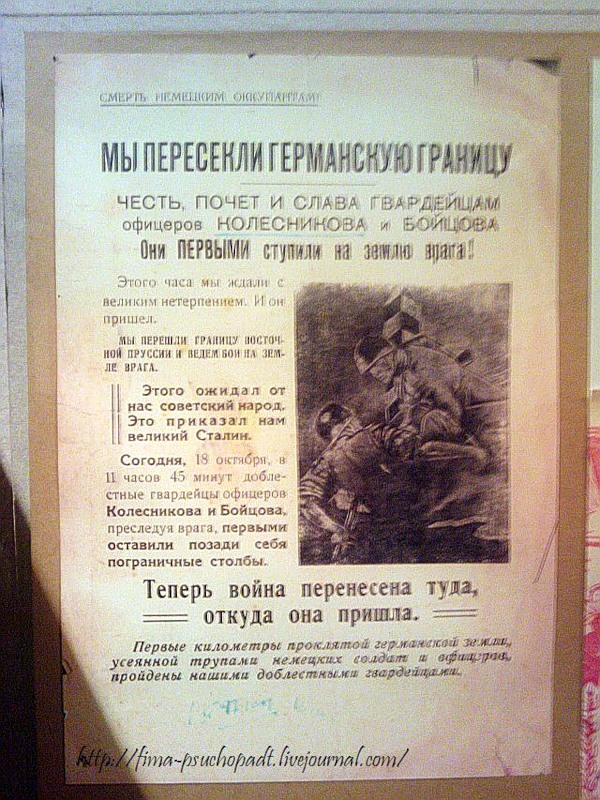 СМЕРТЬ НЕМЕЦКИМ ОККУПАНТАМ!
МЫ ПЕРЕСЕКЛИ ГЕРМАНСКУЮ ГРАНИЦУ
ЧЕСТЬ, ПОЧЕТ И СЛАВА ГВАРДЕЙЦАМ
офицеров КОЛЕСНИКОВА и БОЙЦОВА
Они ПЕРВЫМИ ступили на землю врага!
Этого часа мы ждали с
великим нетерпением. И он
пришел.
МЫ ПЕРЕШЛИ ГРАНИЦУ ВОСТОЧ-
НОЙ ПРУССИИ И ВЕДЕМ БОИ НА ЗЕМ-
ЛЕ ВРАГА.
Этого ожидал от
нас советский народ.
Это приказал нам
великий Сталин.
Согодня, 18 октября, в
11 часов 45 минут добле-
стные гвардейцы офицеров
Колесникова и Бойцова,
преследуя врага, первыми
оставили позади себя
пограничные столбы.
Теперь война перенесена туда,
откуда она пришла.
Первые километры проклятой германской земли,
усеянной трупами немецких солдат и офицеров,
пройдены нашими доблестными гвардейцами.
http://fima-psuchopadt.livejournal.com/